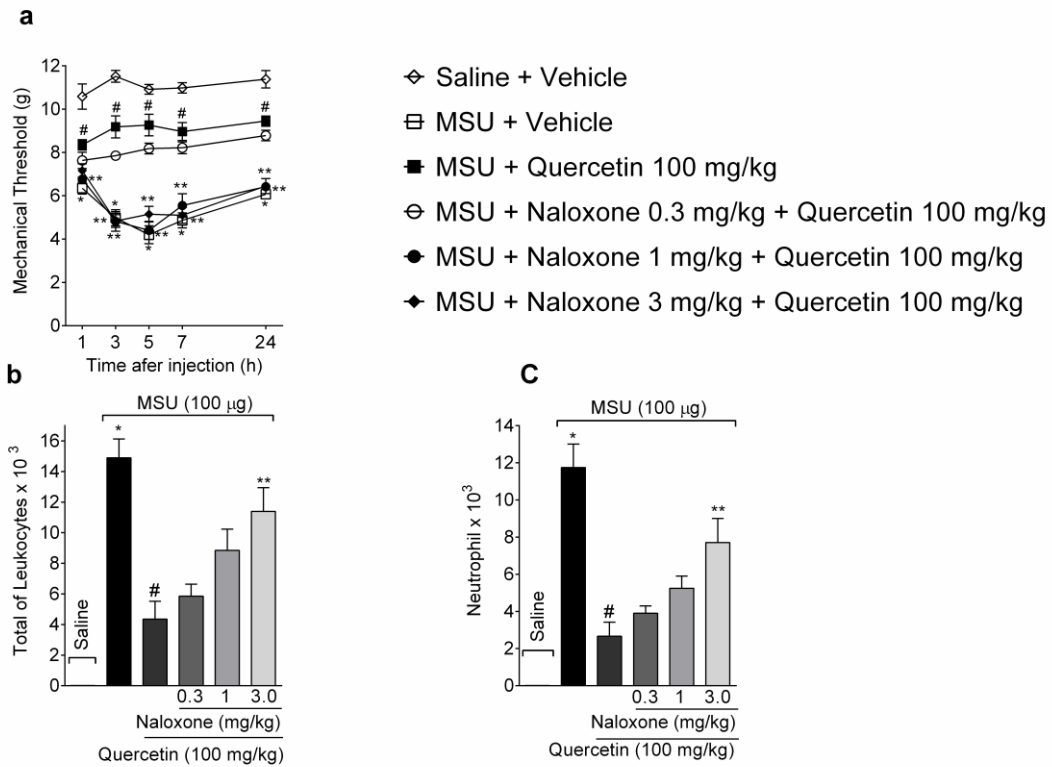 a
Mechanical Threshold (g)
12
10
8
6
4
2
0
# # # # #
** * ** ** **
* ** ** ** * ** * ** ** *
1 3 5 7 24
Time afer injection (h)
Saline + Vehicle
MSU + Vehicle
MSU + Quercetin 100 mg/kg
MSU + Naloxone 0.3 mg/kg + Quercetin 100 mg/kg
MSU + Naloxone 1 mg/kg + Quercetin 100 mg/kg
MSU + Naloxone 3 mg/kg + Quercetin 100 mg/kg
b
MSU (100 μg)
Total of Leukocytes x 10³
16
14
12
10
8
6
4
2
0
Saline
*
#
**
0.3 1 3.0
Naloxone (mg/kg)
Quercetin (100 mg/kg)
C
MSU (100 μg)
Neutrophil x 10³
14
12
10
8
6
4
2
0
Saline
*
#
**
0.3 1 3.0
Naloxone (mg/kg)
Quercetin (100 mg/kg)